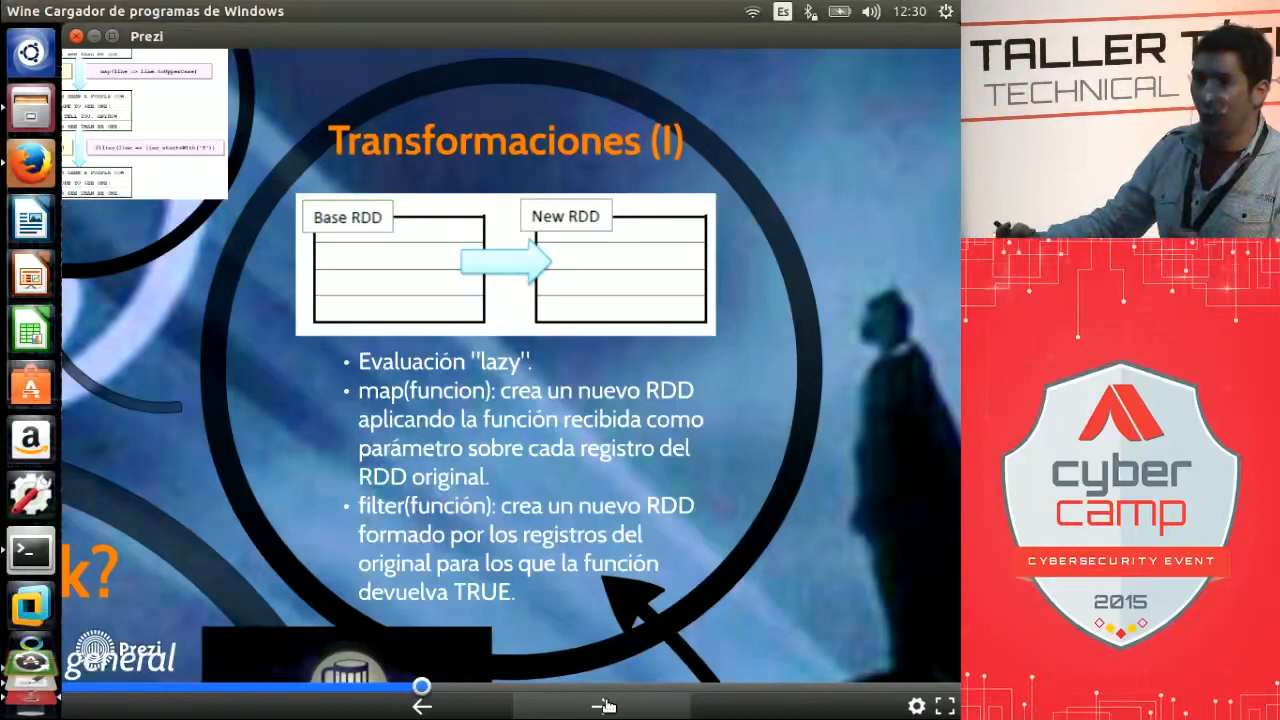 Wine Cargador de programas de Windows
Es
12:30
Prezi
map(line => line.toUpperCase)
filter(line => line.startsWith('T'))
Transformaciones (I)
Base RDD
New RDD
• Evaluación "lazy".
• map(funcion): crea un nuevo RDD
aplicando la función recibida como
parámetro sobre cada registro del
RDD original.
• filter(función): crea un nuevo RDD
formado por los registros del
original para los que la función
devuelva TRUE.
k?
general
Prezi
TALLER
TECHNICAL
cyber
camp
CYBERSECURITY EVENT
2015